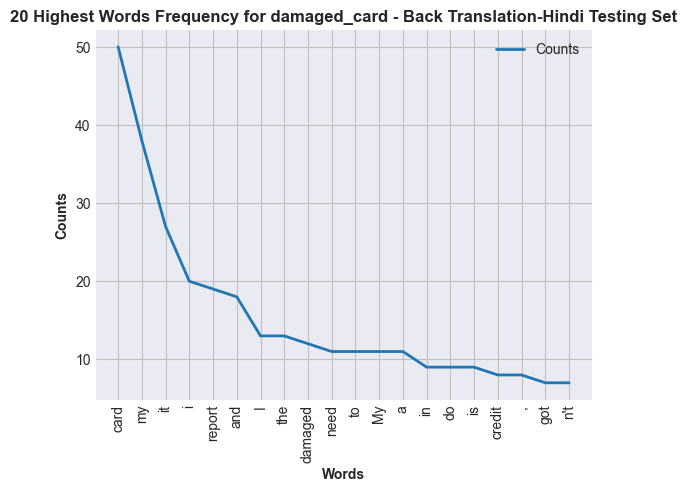 20 Highest Words Frequency for damaged_card - Back Translation-Hindi Testing Set
Counts
50
40
30
20
10
Counts
card
my
it
i
report
and
I
the
damaged
need
to
My
a
in
do
is
credit
,
got
n't
Words